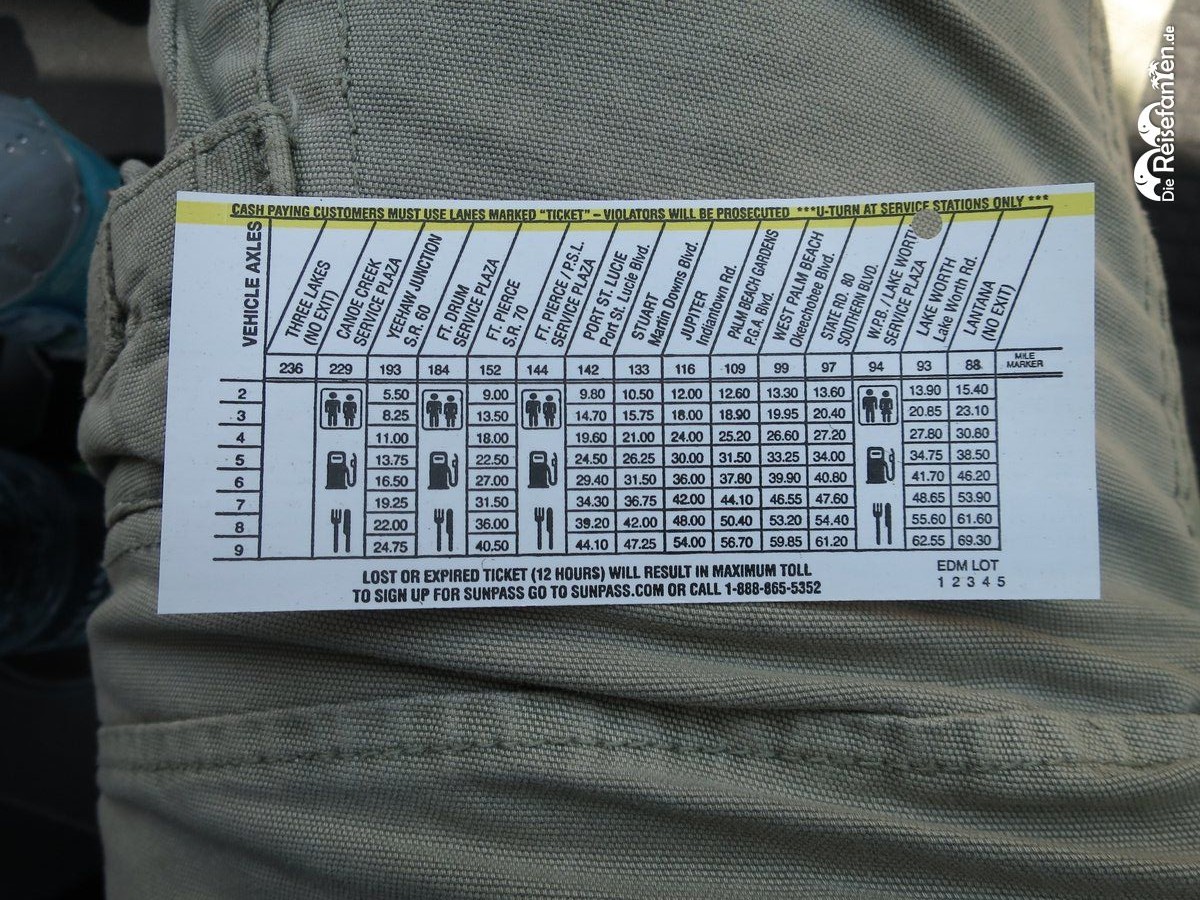 CASH PAYING CUSTOMERS MUST USE LANES MARKED "TICKET" – VIOLATORS WILL BE PROSECUTED ***U-TURN AT SERVICE STATIONS ONLY ***
VEHICLE AXLES
THREE LAKES
(NO EXIT)
CANOE CREEK
SERVICE PLAZA
YEEHAW JUNCTION
S.R. 60
FT. DRUM
SERVICE PLAZA
FT. PIERCE
S.R. 70
FT. PIERCE / P.S.L.
SERVICE PLAZA
PORT ST. LUCIE
Port St. Lucie Blvd.
STUART
Martin Downs Blvd.
JUPITER
Indiantown Rd.
PALM BEACH GARDENS
P.G.A. Blvd.
WEST PALM BEACH
Okeechobee Blvd.
STATE RD. 80
SOUTHERN BLVD.
W.P.B. / LAKE WORTH
SERVICE PLAZA
LAKE WORTH
Lake Worth Rd.
LANTANA
(NO EXIT)
236 229 193 184 152 144 142 133 116 109 99 97 94 93 88 MILE
MARKER
2 5.50 9.00 9.80 10.50 12.00 12.60 13.30 13.60 13.90 15.40
3 8.25 13.50 14.70 15.75 18.00 18.90 19.95 20.40 20.85 23.10
4 11.00 18.00 19.60 21.00 24.00 25.20 26.60 27.20 27.80 30.80
5 13.75 22.50 24.50 26.25 30.00 31.50 33.25 34.00 34.75 38.50
6 16.50 27.00 29.40 31.50 36.00 37.80 39.90 40.80 41.70 46.20
7 19.25 31.50 34.30 36.75 42.00 44.10 46.55 47.60 48.65 53.90
8 22.00 36.00 39.20 42.00 48.00 50.40 53.20 54.40 55.60 61.60
9 24.75 40.50 44.10 47.25 54.00 56.70 59.85 61.20 62.55 69.30
LOST OR EXPIRED TICKET (12 HOURS) WILL RESULT IN MAXIMUM TOLL
TO SIGN UP FOR SUNPASS GO TO SUNPASS.COM OR CALL 1-888-865-5352
EDM LOT
1 2 3 4 5
Die Reisefanten.de